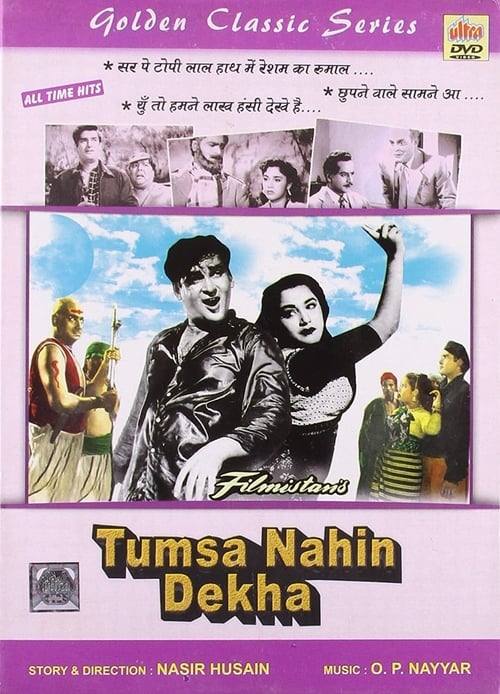 Golden Classic Series
ultra
DVD
VIDEO
* सर पे टोपी लाल हाथ में रेशम का रुमाल ....
ALL TIME HITS
* छुपने वाले सामने आ ....
* यूँ तो हमने लाख हंसी देखे है....
Filmistan's
Tumsa Nahin
Dekha
STORY & DIRECTION : NASIR HUSAIN
MUSIC : O. P. NAYYAR